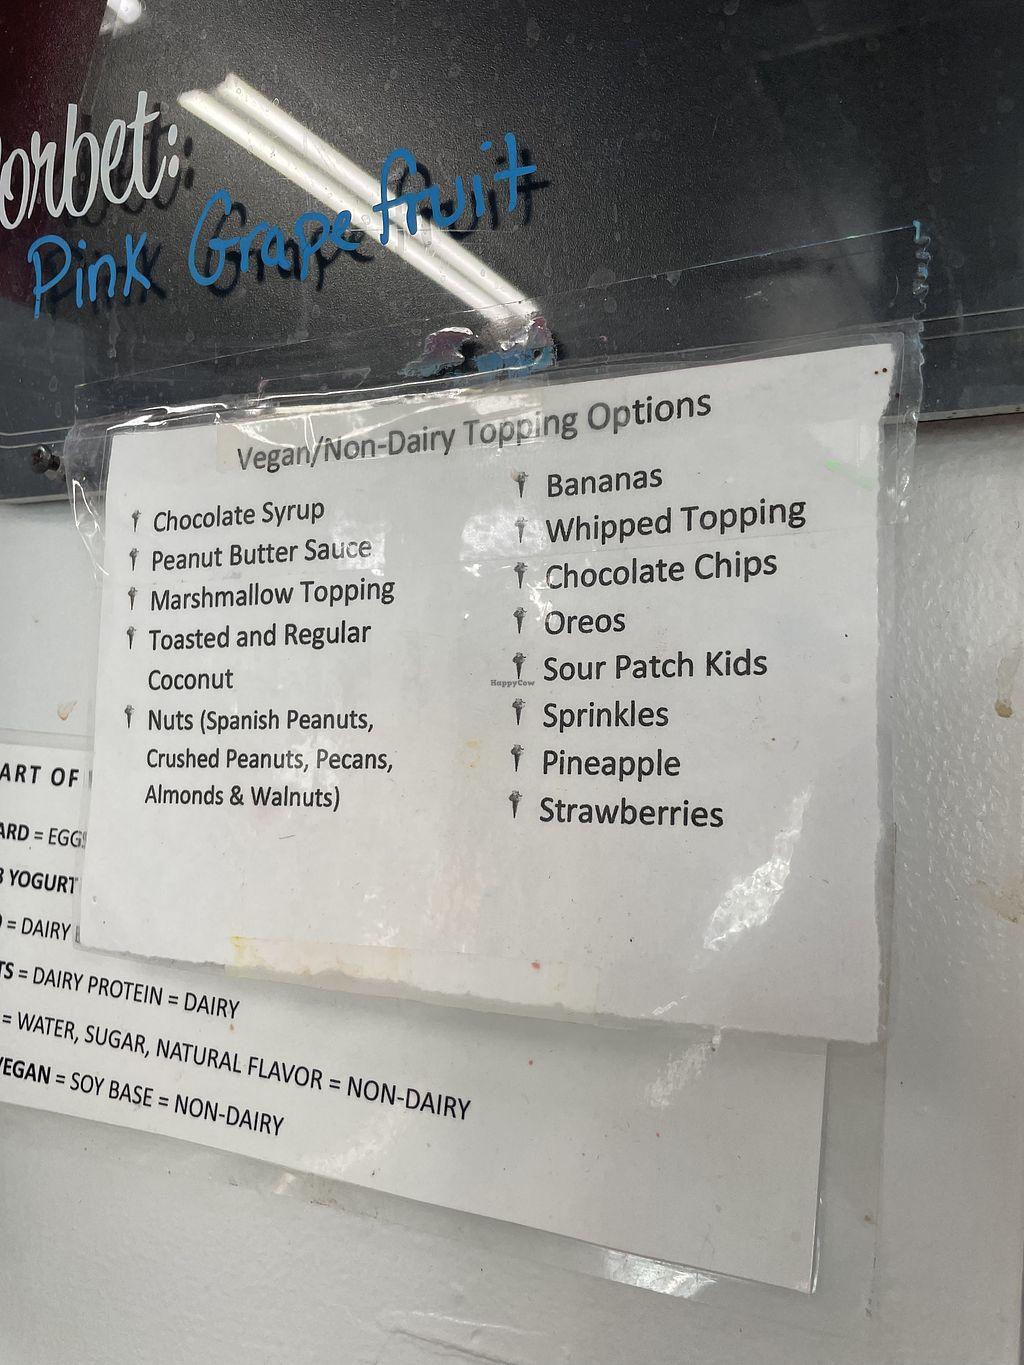 orbet:
Pink Grapefruit
Vegan/Non-Dairy Topping Options
Chocolate Syrup
Peanut Butter Sauce
Marshmallow Topping
Toasted and Regular
Coconut
Nuts (Spanish Peanuts,
Crushed Peanuts, Pecans,
Almonds & Walnuts)
Bananas
Whipped Topping
Chocolate Chips
Oreos
Sour Patch Kids
HappyCow
Sprinkles
Pineapple
Strawberries
ART OF
ARD = EGG
YOGURT
= DAIRY
TS = DAIRY PROTEIN = DAIRY
= WATER, SUGAR, NATURAL FLAVOR = NON-DAIRY
VEGAN = SOY BASE = NON-DAIRY